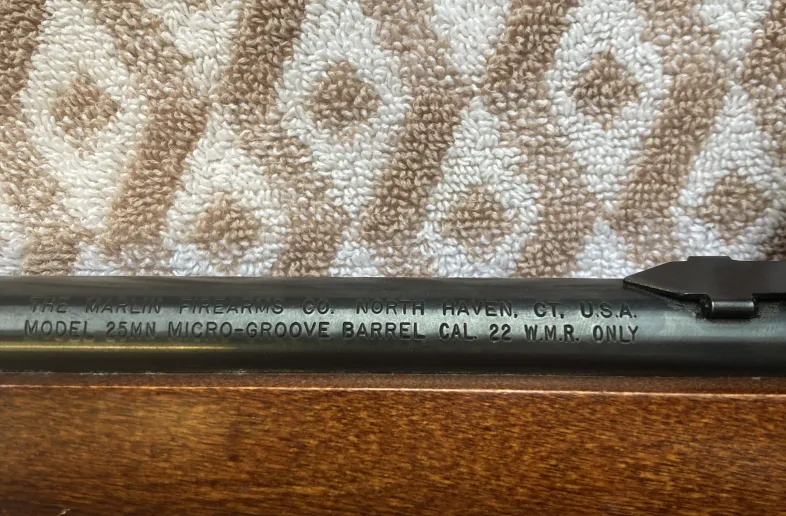 THE MARLIN FIREARMS CO. NORTH HAVEN, CT, U.S.A.
MODEL 25MN MICRO-GROOVE BARREL CAL. 22 W.M.R. ONLY